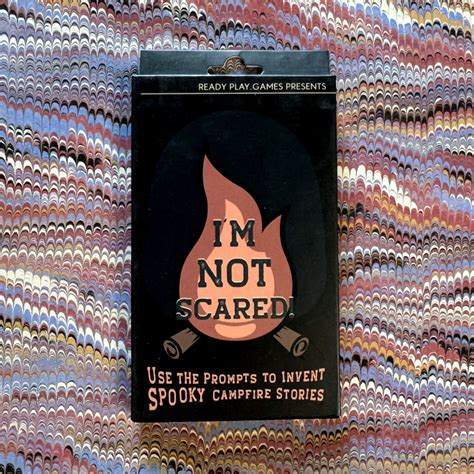 READY PLAY.GAMES PRESENTS
I'M
NOT
SCARED!
USE THE PROMPTS TO INVENT
SPOOKY CAMPFIRE STORIES